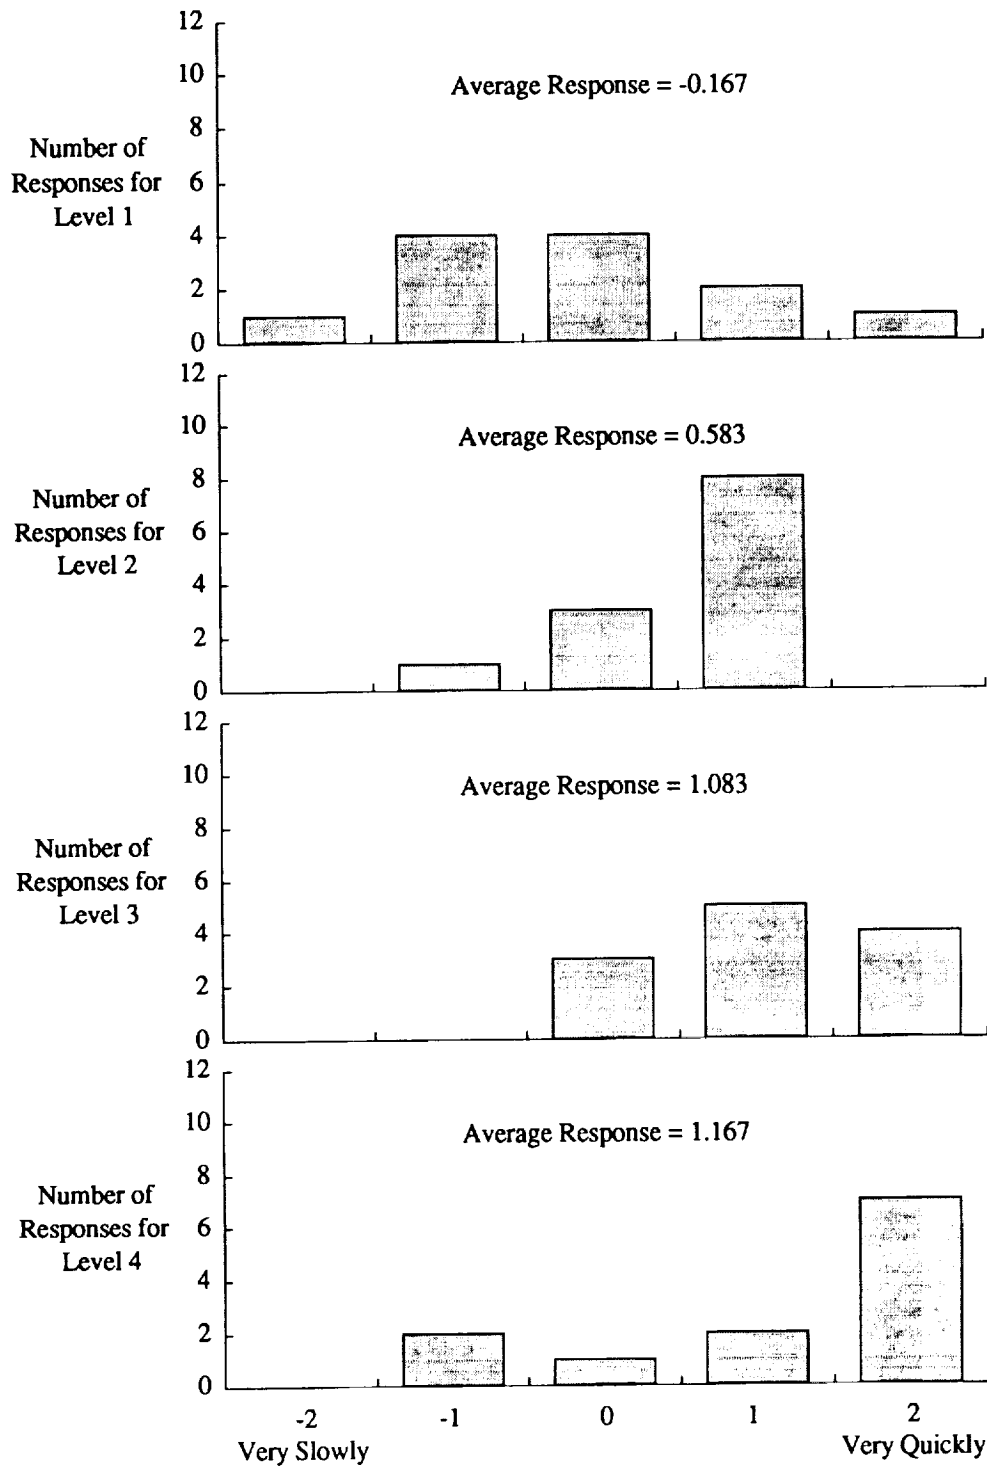 12
10
8
6
4
2
0
Number of
Responses for
Level 1
Average Response = -0.167
12
10
8
6
4
2
0
Number of
Responses for
Level 2
Average Response = 0.583
12
10
8
6
4
2
0
Number of
Responses for
Level 3
Average Response = 1.083
12
10
8
6
4
2
0
Number of
Responses for
Level 4
Average Response = 1.167
-2 -1 0 1 2
Very Slowly Very Quickly